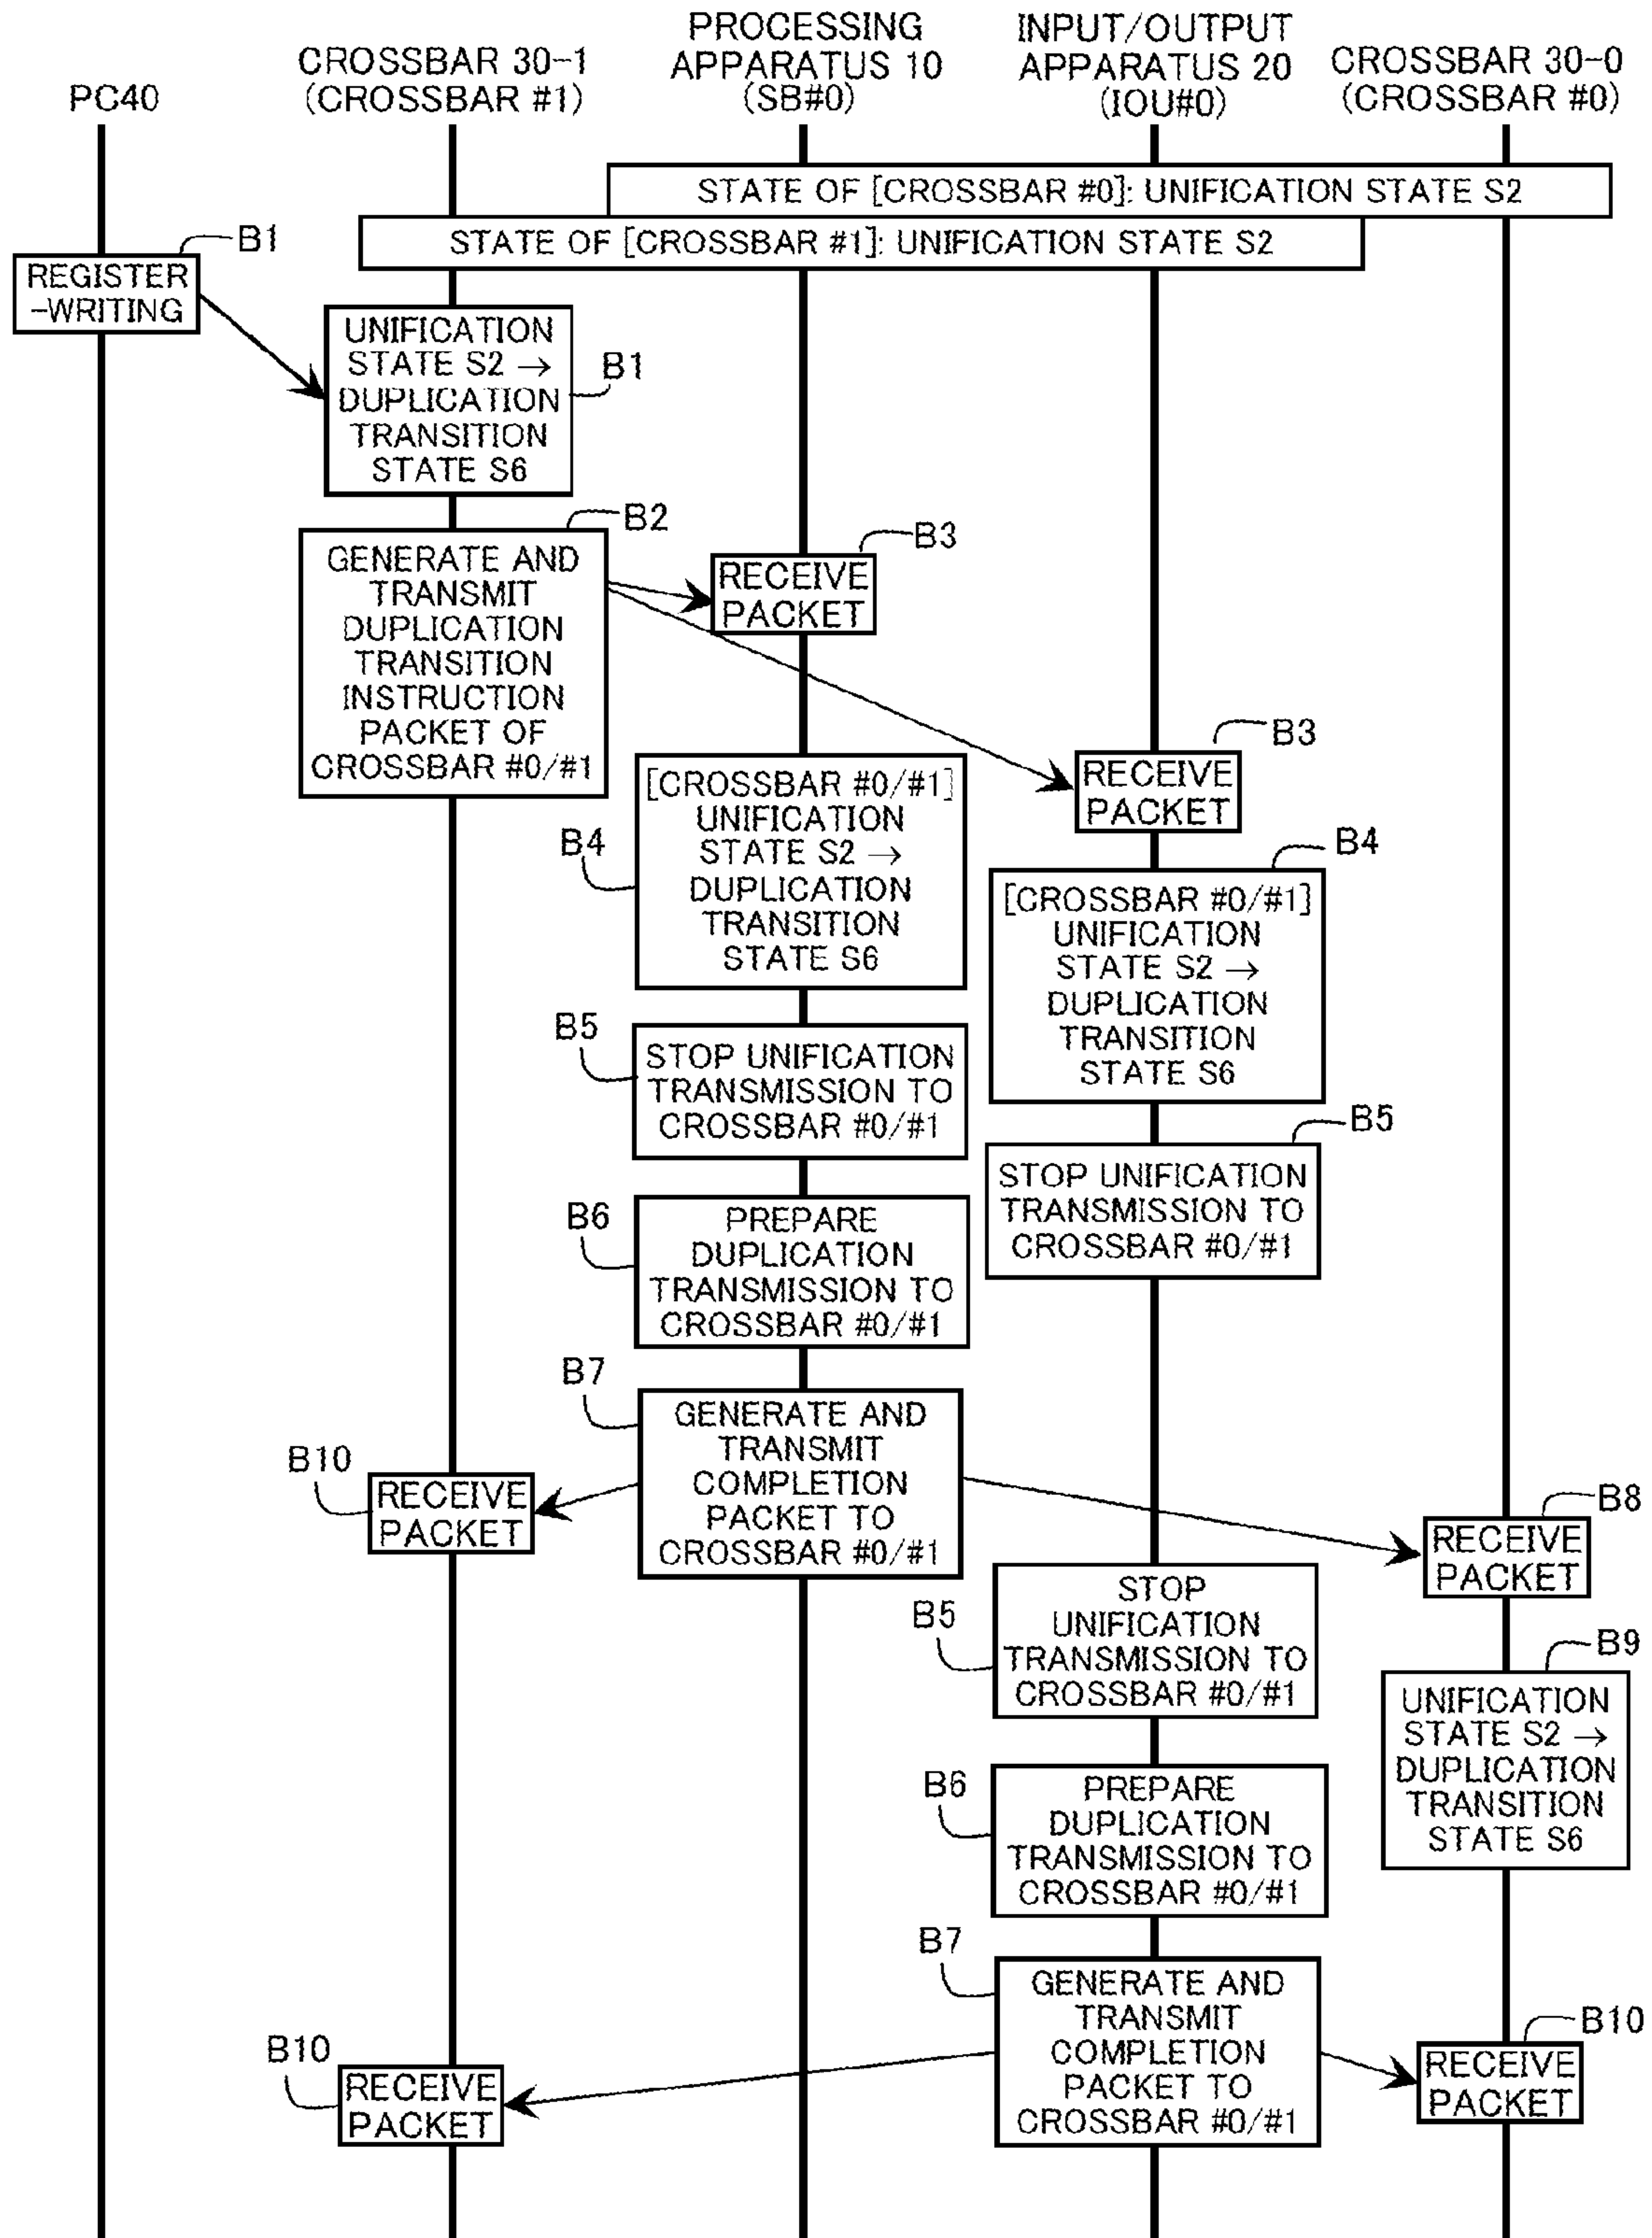 PC40
CROSSBAR 30-1
(CROSSBAR #1)
PROCESSING
APPARATUS 10
(SB#0)
INPUT/OUTPUT
APPARATUS 20
(IOU#0)
CROSSBAR 30-0
(CROSSBAR #0)
STATE OF [CROSSBAR #0]: UNIFICATION STATE S2
STATE OF [CROSSBAR #1]: UNIFICATION STATE S2
B1
REGISTER
-WRITING
UNIFICATION
STATE S2 →
DUPLICATION
TRANSITION
STATE S6
B1
B2
GENERATE AND
TRANSMIT
DUPLICATION
TRANSITION
INSTRUCTION
PACKET OF
CROSSBAR #0/#1
B3
RECEIVE
PACKET
B3
RECEIVE
PACKET
B4
[CROSSBAR #0/#1]
UNIFICATION
STATE S2 →
DUPLICATION
TRANSITION
STATE S6
B4
[CROSSBAR #0/#1]
UNIFICATION
STATE S2 →
DUPLICATION
TRANSITION
STATE S6
B5
STOP UNIFICATION
TRANSMISSION TO
CROSSBAR #0/#1
B5
STOP UNIFICATION
TRANSMISSION TO
CROSSBAR #0/#1
B6
PREPARE
DUPLICATION
TRANSMISSION TO
CROSSBAR #0/#1
B7
GENERATE AND
TRANSMIT
COMPLETION
PACKET TO
CROSSBAR #0/#1
B10
RECEIVE
PACKET
B8
RECEIVE
PACKET
B5
STOP
UNIFICATION
TRANSMISSION TO
CROSSBAR #0/#1
B9
UNIFICATION
STATE S2 →
DUPLICATION
TRANSITION
STATE S6
B6
PREPARE
DUPLICATION
TRANSMISSION TO
CROSSBAR #0/#1
B7
GENERATE AND
TRANSMIT
COMPLETION
PACKET TO
CROSSBAR #0/#1
B10
RECEIVE
PACKET
B10
RECEIVE
PACKET